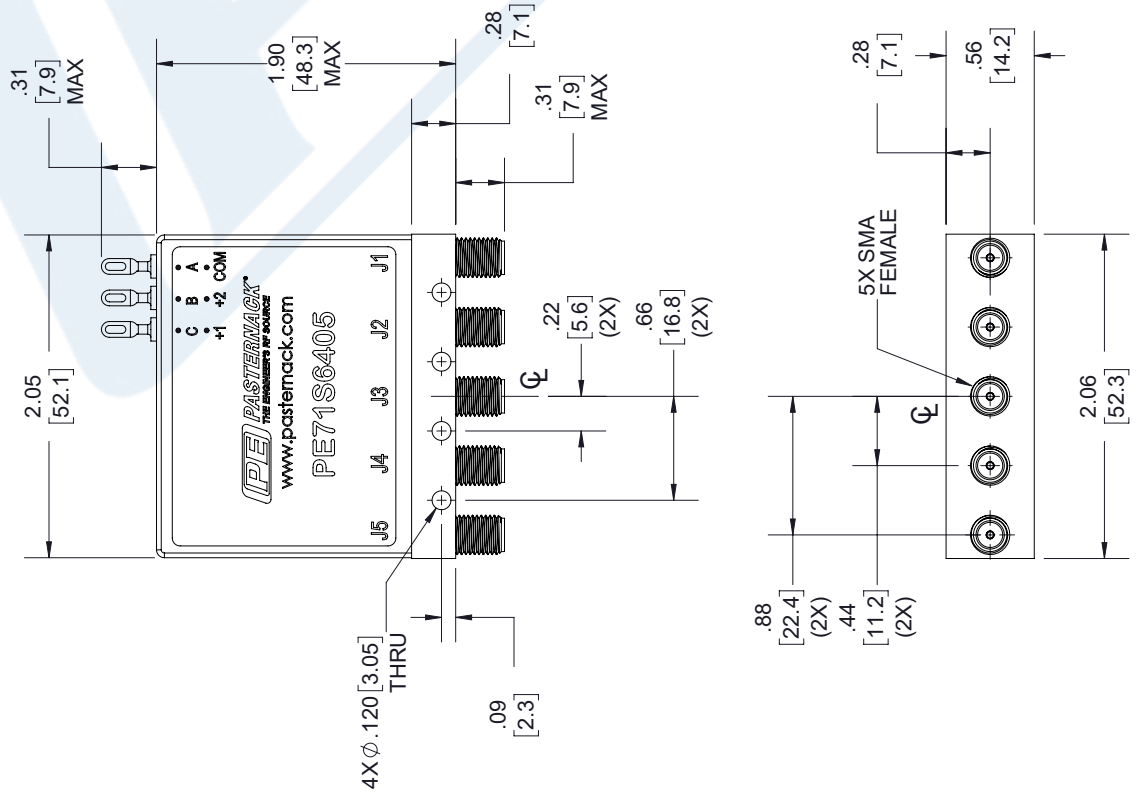 .31
[7.9]
MAX
1.90
[48.3]
MAX
.28
[7.1]
.31
[7.9]
MAX
2.05
[52.1]
C B A
+1 +2 COM
PE PASTERNACK®
THE ENGINEER'S RF SOURCE
www.pasternack.com
PE71S6405
J5 J4 J3 J2 J1
.22
[5.6]
(2X)
.66
[16.8]
(2X)
℄
4X ∅ .120 [3.05]
THRU
.09
[2.3]
.28
[7.1]
.56
[14.2]
5X SMA
FEMALE
℄
2.06
[52.3]
.88
[22.4]
(2X)
.44
[11.2]
(2X)